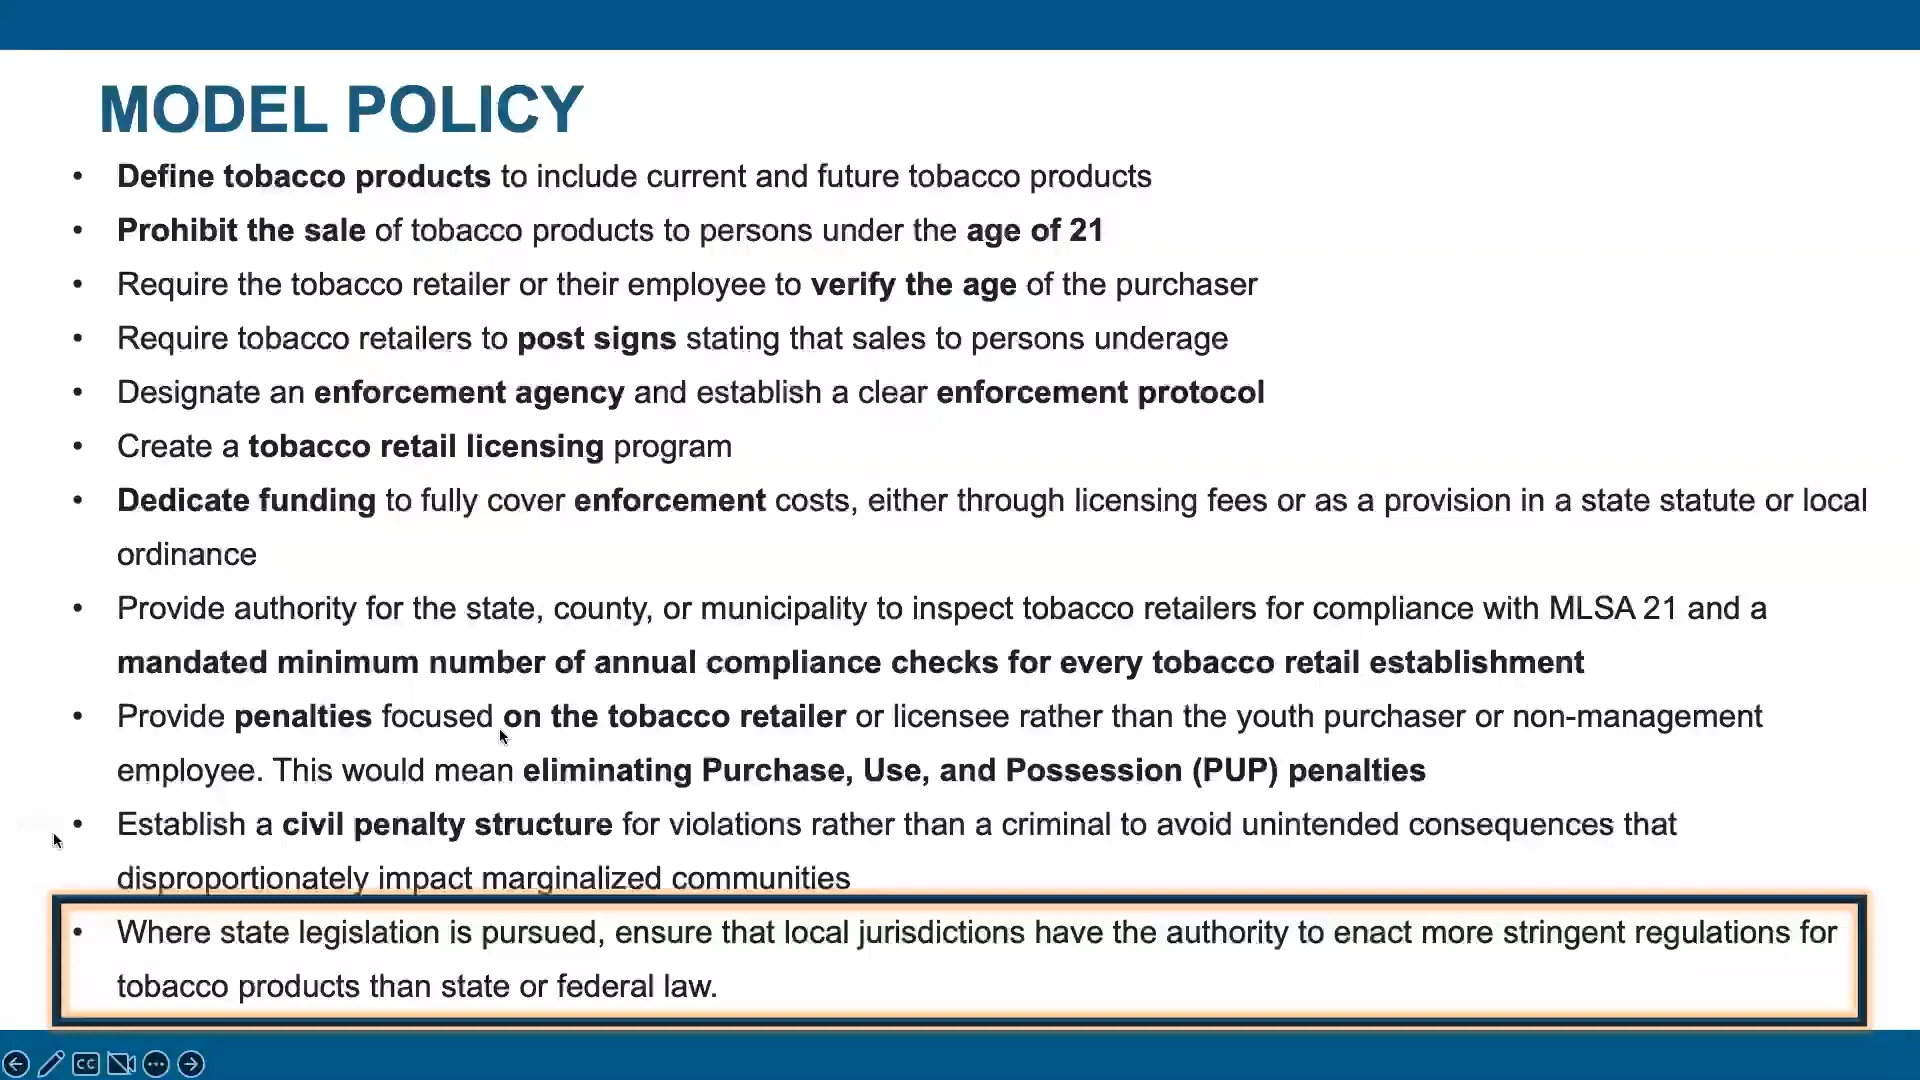 MODEL POLICY
• Define tobacco products to include current and future tobacco products
• Prohibit the sale of tobacco products to persons under the age of 21
• Require the tobacco retailer or their employee to verify the age of the purchaser
• Require tobacco retailers to post signs stating that sales to persons underage
• Designate an enforcement agency and establish a clear enforcement protocol
• Create a tobacco retail licensing program
• Dedicate funding to fully cover enforcement costs, either through licensing fees or as a provision in a state statute or local
ordinance
• Provide authority for the state, county, or municipality to inspect tobacco retailers for compliance with MLSA 21 and a
mandated minimum number of annual compliance checks for every tobacco retail establishment
• Provide penalties focused on the tobacco retailer or licensee rather than the youth purchaser or non-management
employee. This would mean eliminating Purchase, Use, and Possession (PUP) penalties
• Establish a civil penalty structure for violations rather than a criminal to avoid unintended consequences that
disproportionately impact marginalized communities
• Where state legislation is pursued, ensure that local jurisdictions have the authority to enact more stringent regulations for
tobacco products than state or federal law.
CC